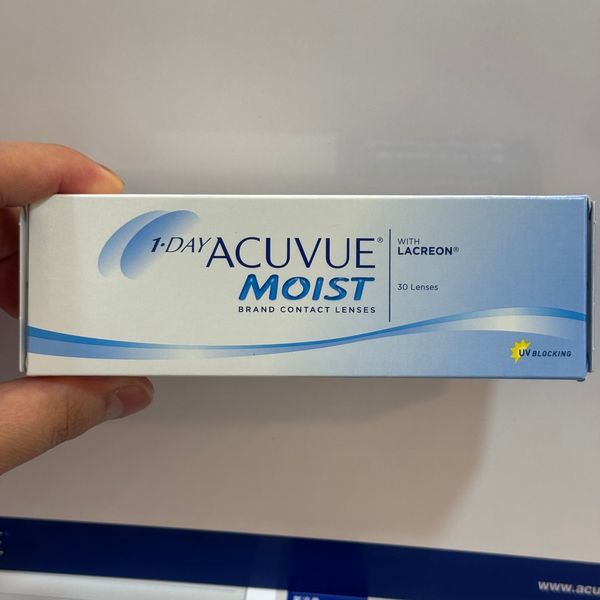 1·DAY ACUVUE®
MOIST
BRAND CONTACT LENSES
WITH
LACREON®
30 Lenses
UV BLOCKING
www.acu